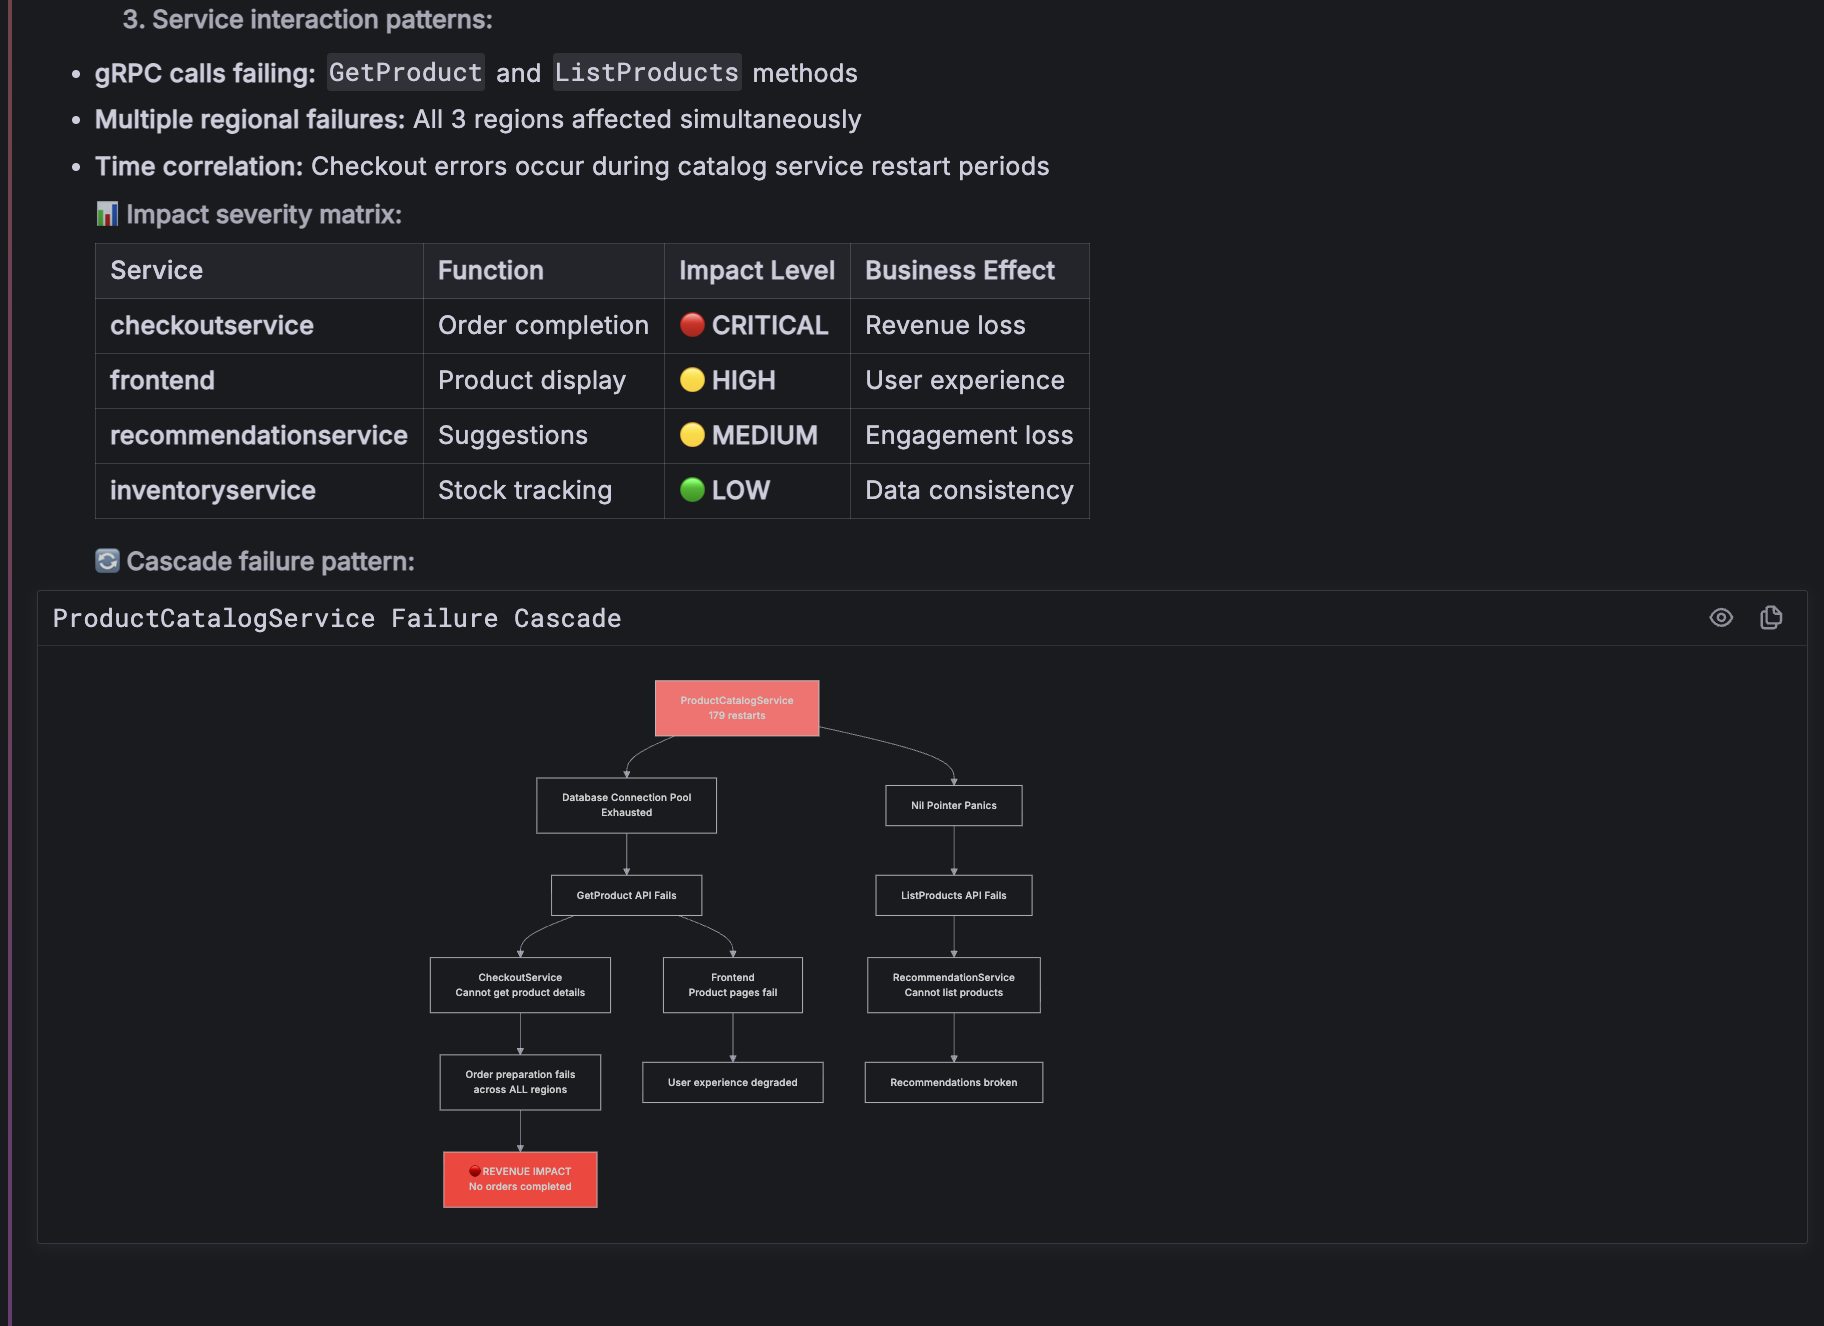 3. Service interaction patterns:
• gRPC calls failing: GetProduct and ListProducts methods
• Multiple regional failures: All 3 regions affected simultaneously
• Time correlation: Checkout errors occur during catalog service restart periods
📊 Impact severity matrix:
Service Function Impact Level Business Effect
checkoutservice Order completion 🔴 CRITICAL Revenue loss
frontend Product display 🟡 HIGH User experience
recommendationservice Suggestions 🟡 MEDIUM Engagement loss
inventoryservice Stock tracking 🟢 LOW Data consistency
🔄 Cascade failure pattern:
ProductCatalogService Failure Cascade
ProductCatalogService
179 restarts
Database Connection Pool
Exhausted
Nil Pointer Panics
GetProduct API Fails
ListProducts API Fails
CheckoutService
Cannot get product details
Frontend
Product pages fail
RecommendationService
Cannot list products
Order preparation fails
across ALL regions
User experience degraded
Recommendations broken
🔴 REVENUE IMPACT
No orders completed